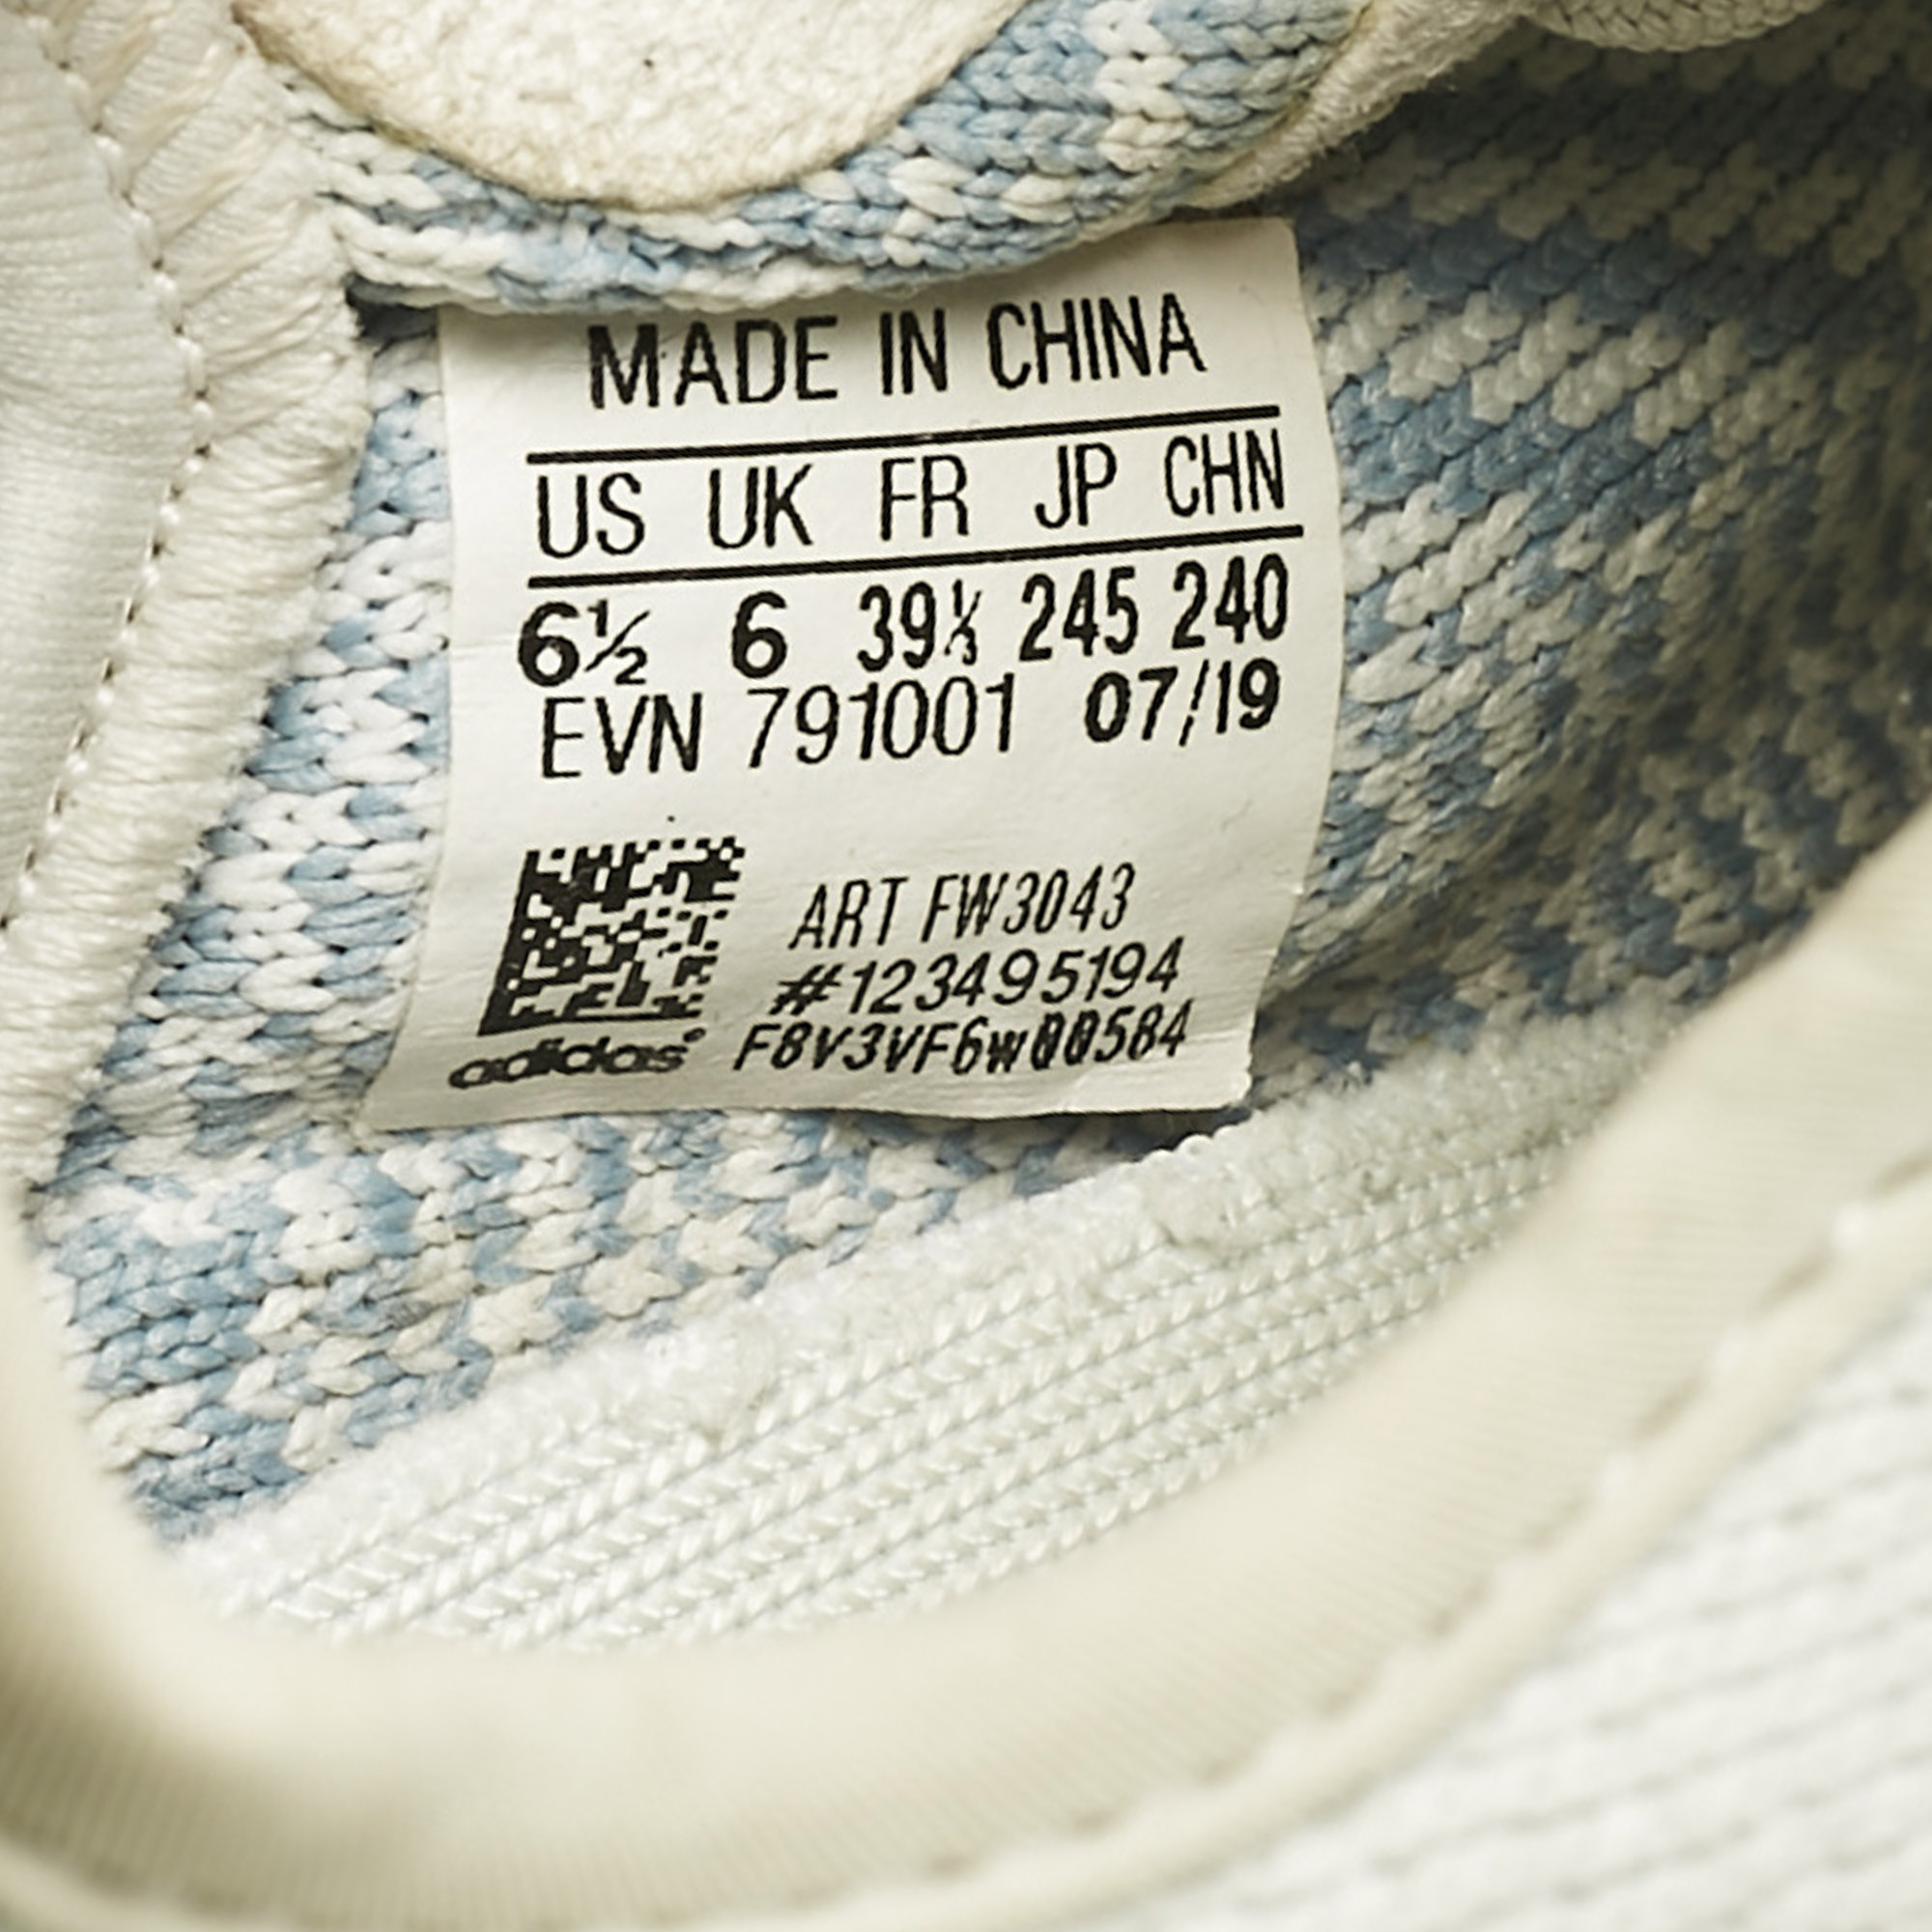 MADE IN CHINA
US UK FR JP CHN
6½ 6 39⅓ 245 240
EVN 791001 07/19
ART FW3043
#123495194
adidas® F8V3VF6w00584